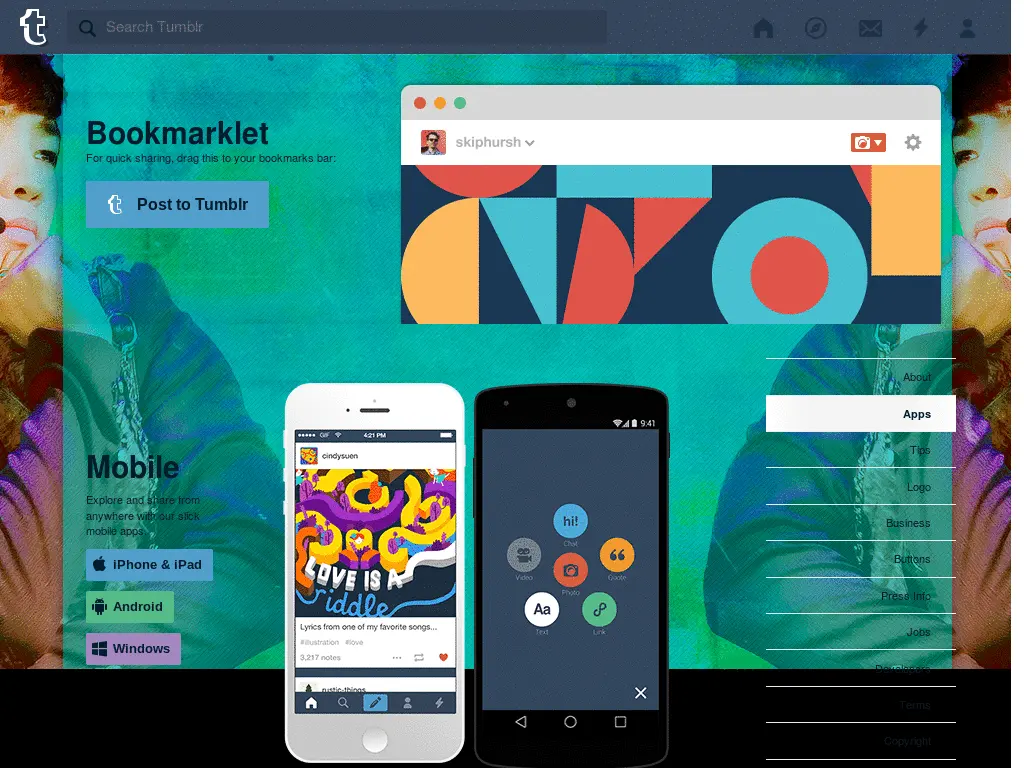 Search Tumblr
Bookmarklet
For quick sharing, drag this to your bookmarks bar:
Post to Tumblr
skiphursh
Mobile
Explore and share from
anywhere with our slick
mobile apps
iPhone & iPad
Android
Windows
GIF
4:21 PM
cindysuen
LOVE IS A
riddle
Lyrics from one of my favorite songs...
#illustration #love
3,217 notes
rustic-things
9:41
hi!
Chat
Video
Photo
Quote
Aa
Text
Link
About
Apps
Tips
Logo
Business
Buttons
Press Info
Jobs
Developers
Terms
Copyright